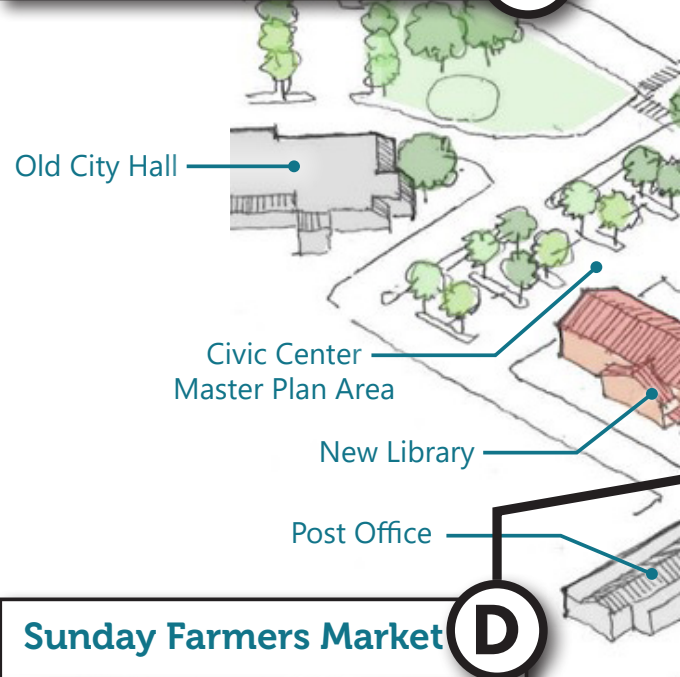 Old City Hall
Civic Center
Master Plan Area
New Library
Post Office
Sunday Farmers Market
D